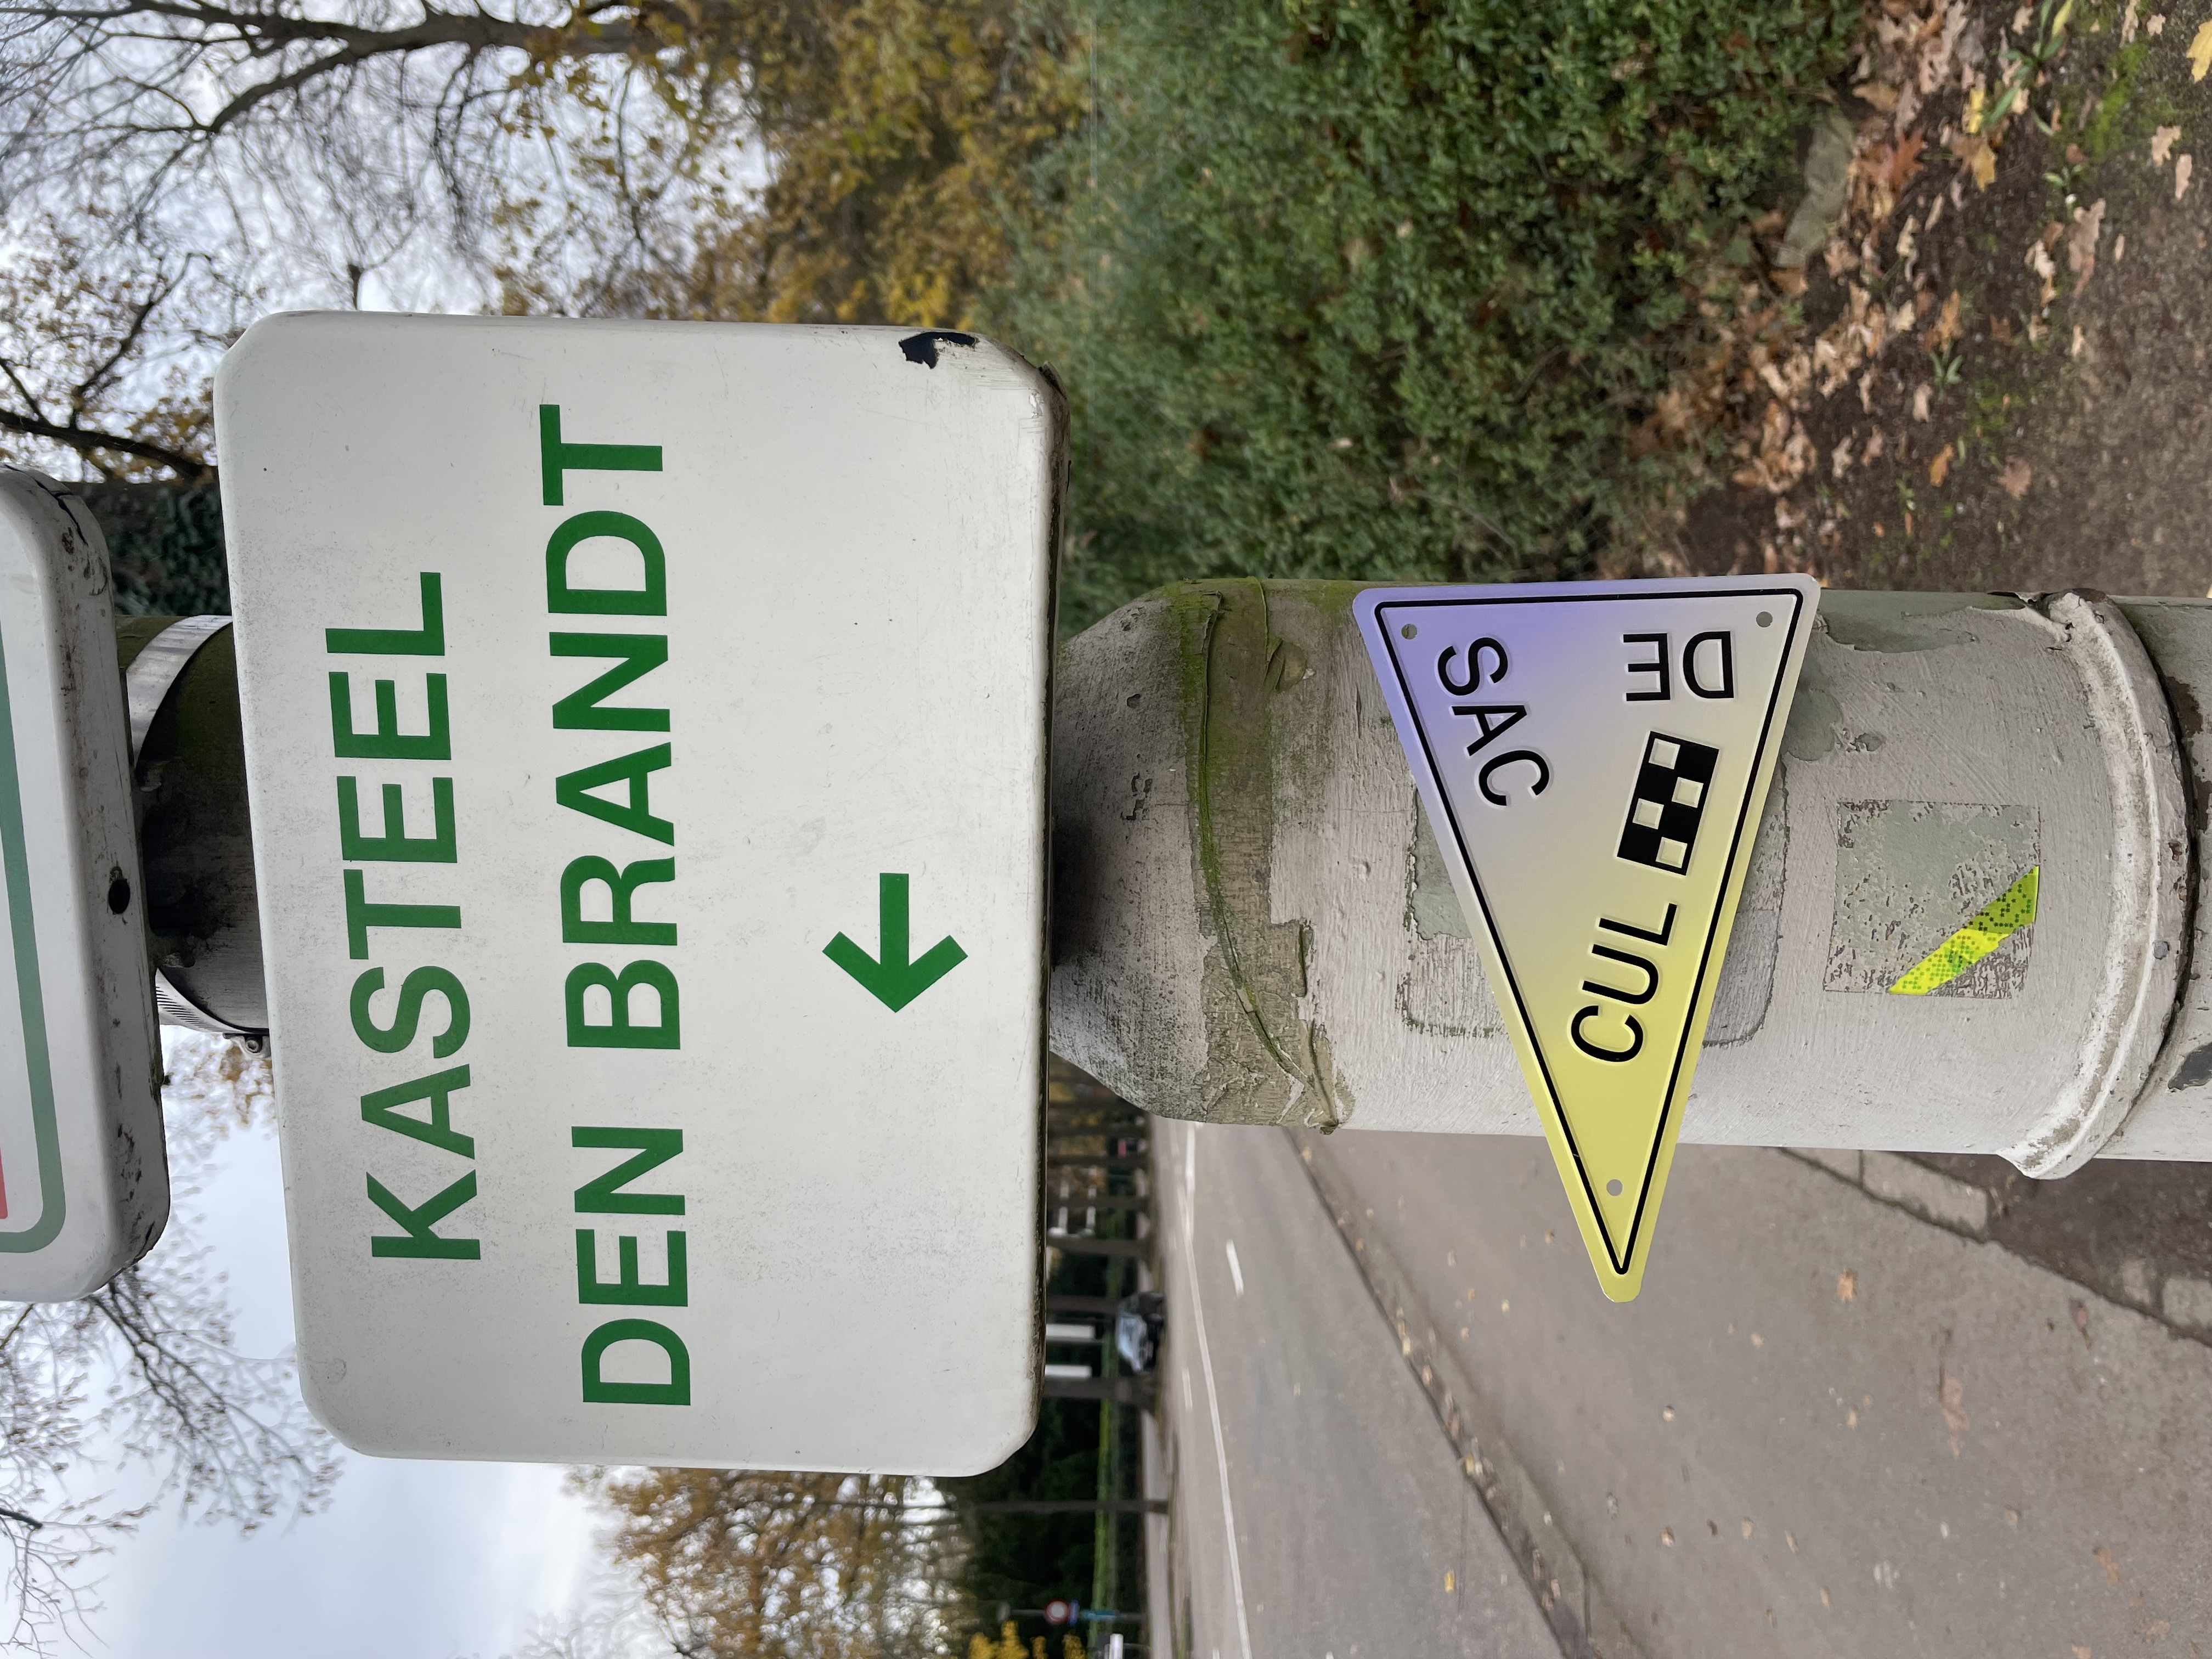 KASTEEL
DEN BRANDT
SAC
CUL
DE